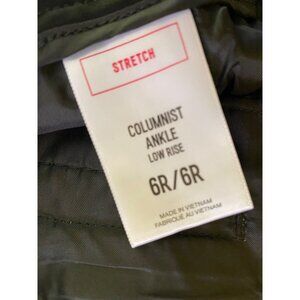 STRETCH
COLUMNIST
ANKLE
LOW RISE
6R/6R
MADE IN VIETNAM
FABRIQUÉ AU VIETNAM